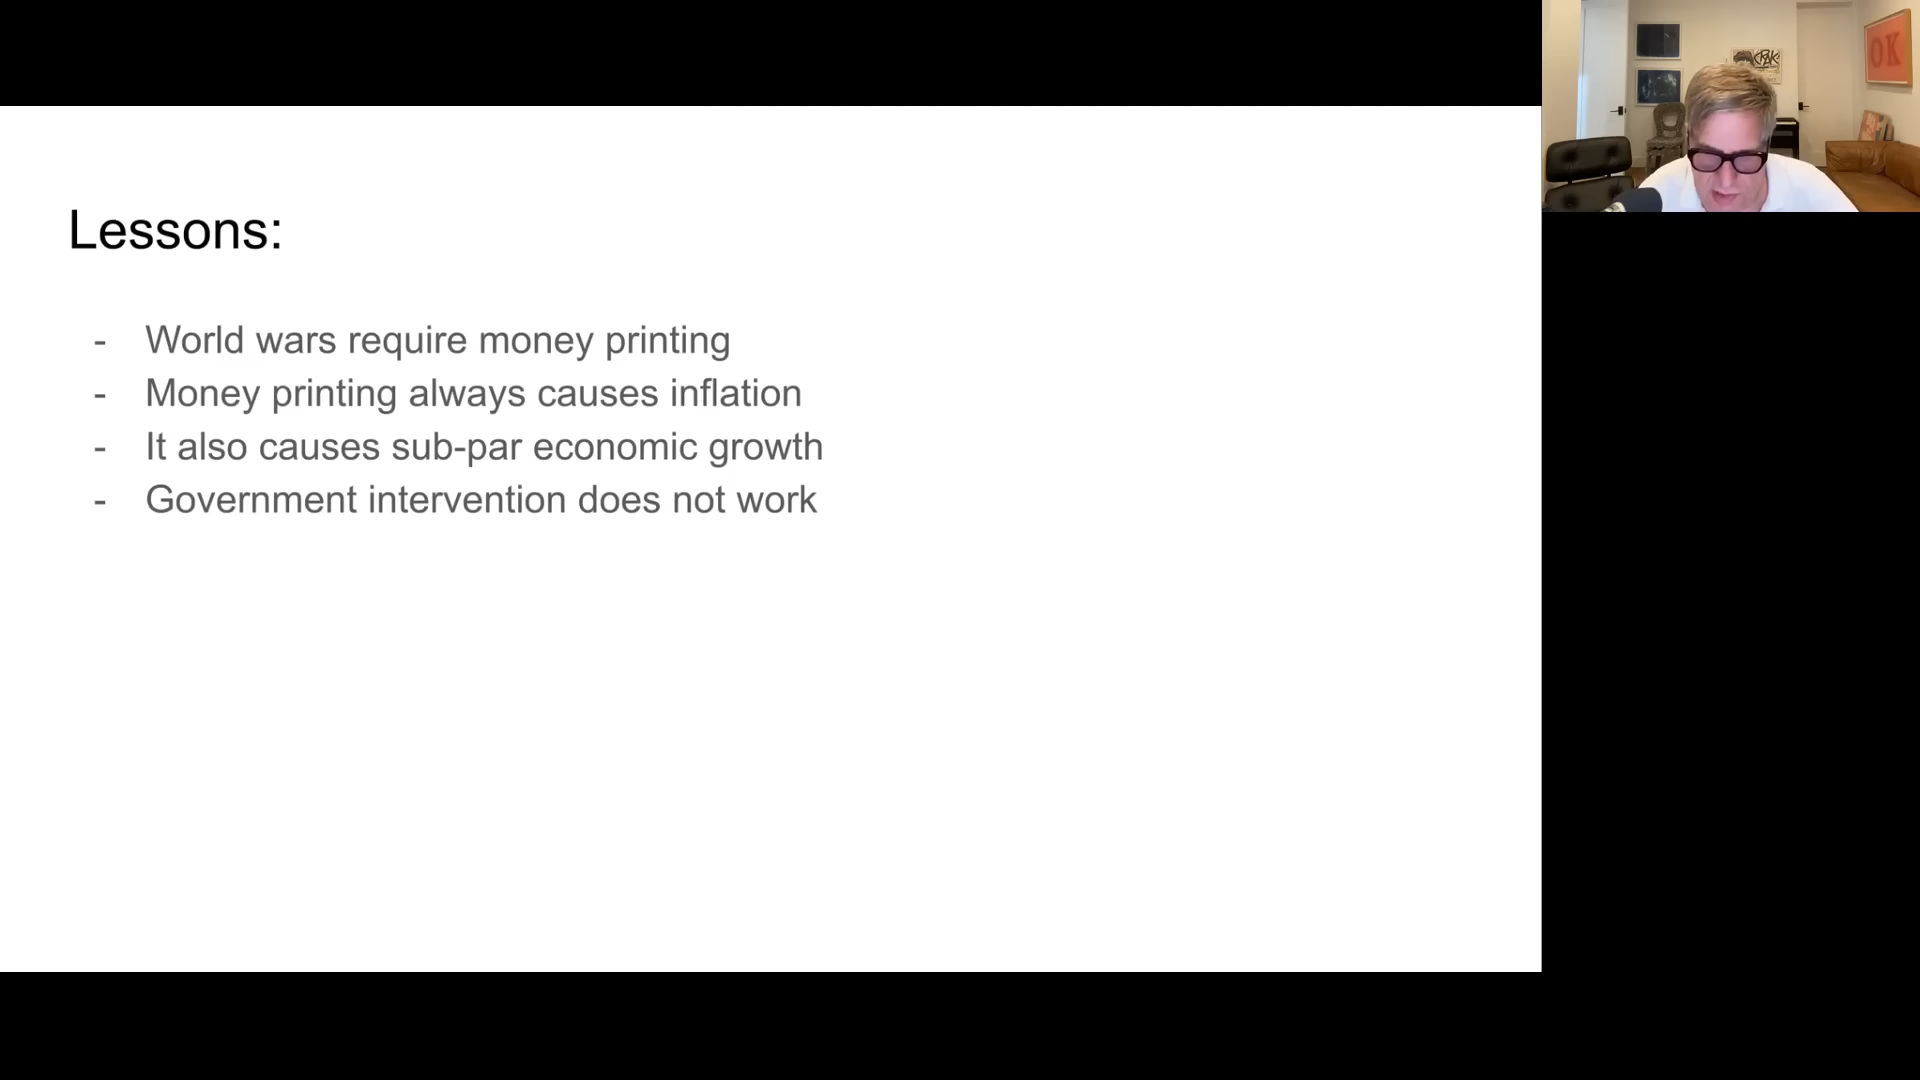 Lessons:
- World wars require money printing
- Money printing always causes inflation
- It also causes sub-par economic growth
- Government intervention does not work
OK